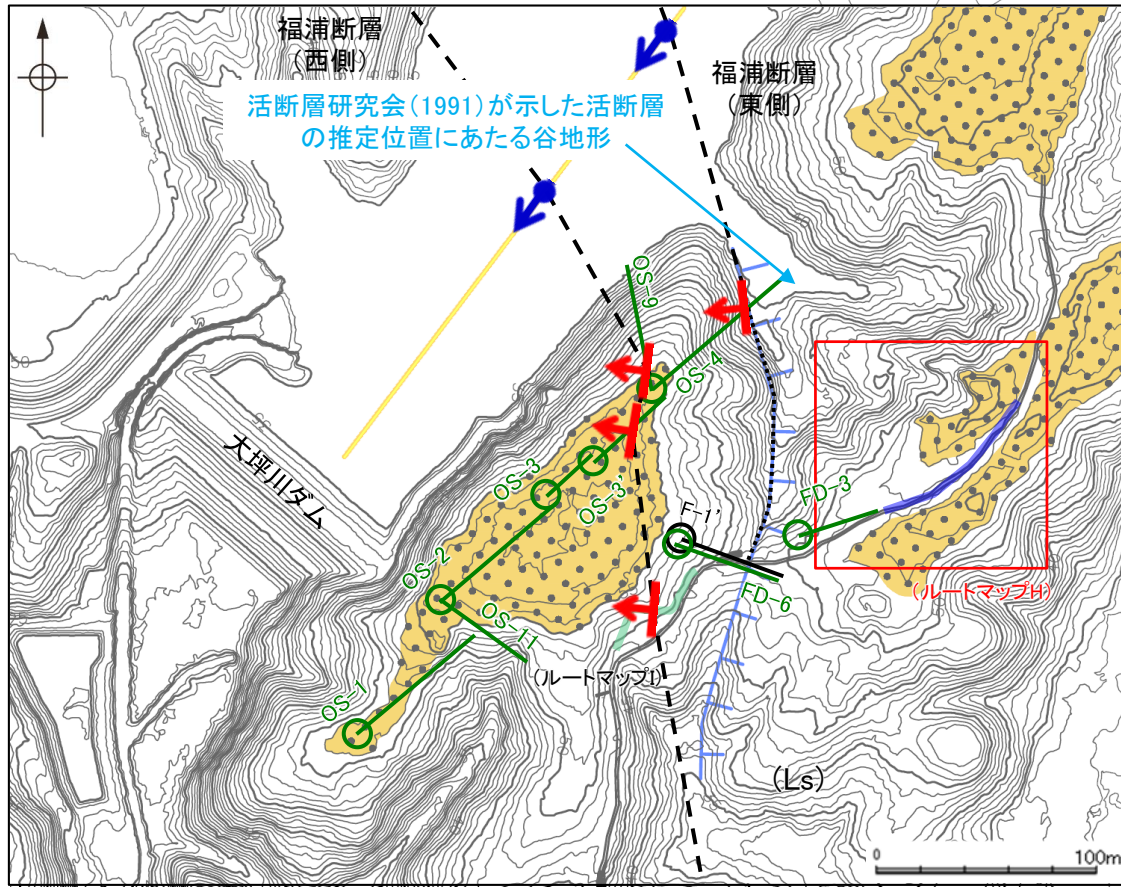 福浦断層
(西側)
福浦断層
(東側)
活断層研究会(1991)が示した活断層
の推定位置にあたる谷地形
OS-9
OS-4
大坪川ダム
OS-3
OS-3'
FD-3
F-1'
OS-2
FD-6
(ルートマップH)
OS-11
(ルートマップI)
OS-1
(Ls)
0
100m